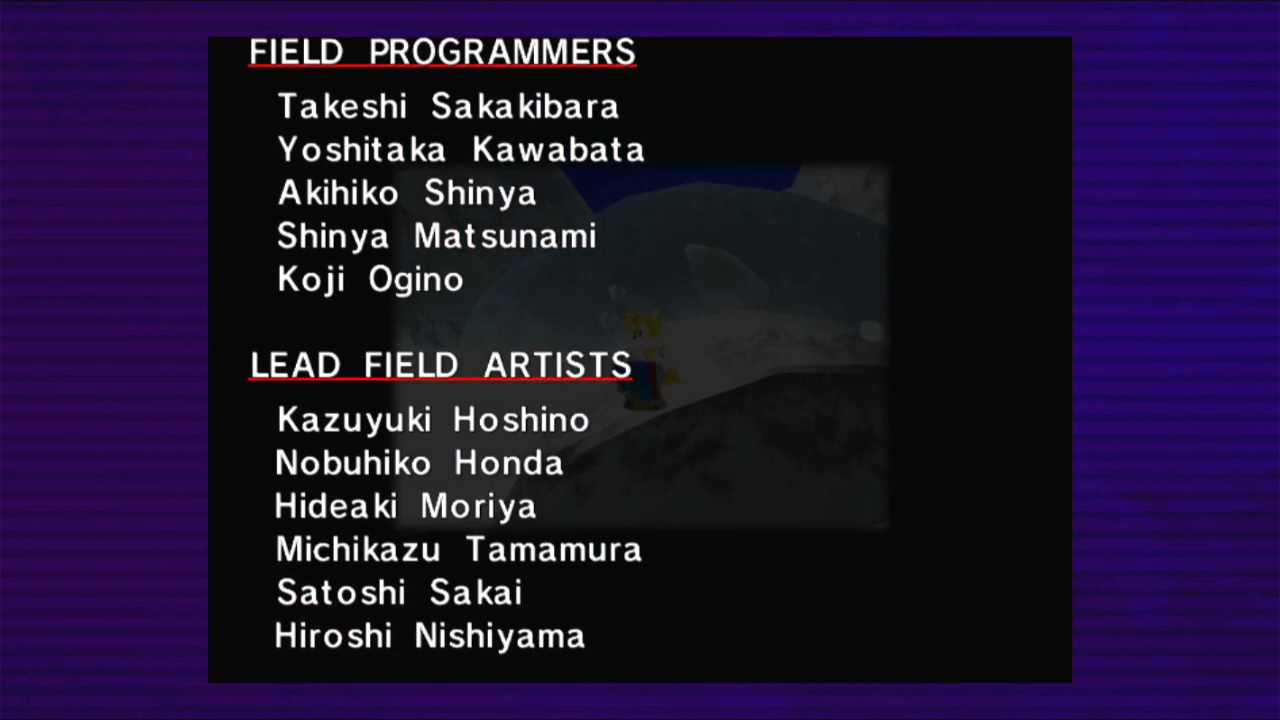 FIELD PROGRAMMERS
Takeshi Sakakibara
Yoshitaka Kawabata
Akihiko Shinya
Shinya Matsunami
Koji Ogino
LEAD FIELD ARTISTS
Kazuyuki Hoshino
Nobuhiko Honda
Hideaki Moriya
Michikazu Tamamura
Satoshi Sakai
Hiroshi Nishiyama